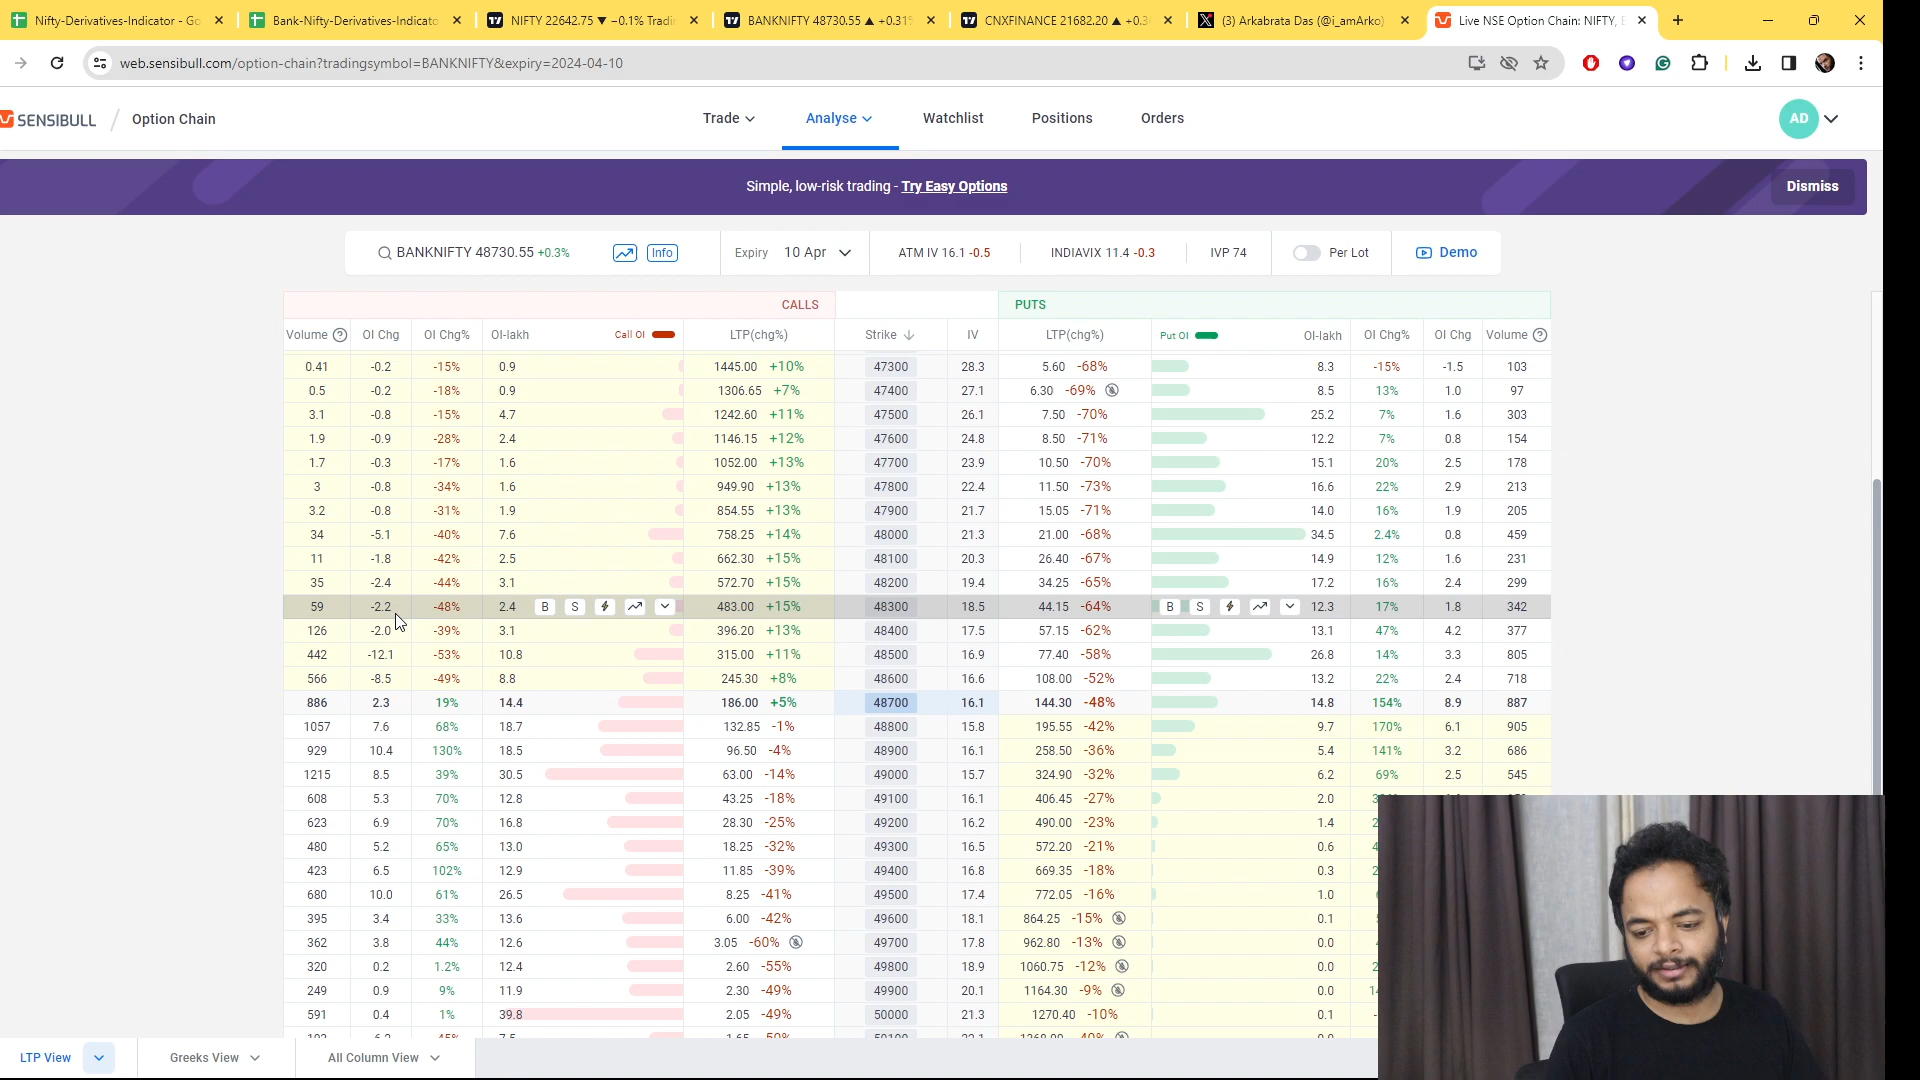 Nifty-Derivatives-Indicator - Go
Bank-Nifty-Derivatives-Indicato
NIFTY 22642.75 ▼ −0.1% Tradi
BANKNIFTY 48730.55 ▲ +0.31%
CNXFINANCE 21682.20 ▲ +0.3
(3) Arkabrata Das (@i_amArko)
Live NSE Option Chain: NIFTY,
web.sensibull.com/option-chain?tradingsymbol=BANKNIFTY&expiry=2024-04-10
SENSIBULL / Option Chain
Trade
Analyse
Watchlist
Positions
Orders
AD
Simple, low-risk trading - Try Easy Options
Dismiss
BANKNIFTY 48730.55 +0.3%
Info
Expiry 10 Apr
ATM IV 16.1 -0.5
INDIAVIX 11.4 -0.3
IVP 74
Per Lot
Demo
CALLS PUTS
Volume OI Chg OI Chg% OI-lakh Call OI LTP(chg%) Strike IV LTP(chg%) Put OI OI-lakh OI Chg% OI Chg Volume
0.41 -0.2 -15% 0.9 1445.00 +10% 47300 28.3 5.60 -68% 8.3 -15% -1.5 103
0.5 -0.2 -18% 0.9 1306.65 +7% 47400 27.1 6.30 -69% 8.5 13% 1.0 97
3.1 -0.8 -15% 4.7 1242.60 +11% 47500 26.1 7.50 -70% 25.2 7% 1.6 303
1.9 -0.9 -28% 2.4 1146.15 +12% 47600 24.8 8.50 -71% 12.2 7% 0.8 154
1.7 -0.3 -17% 1.6 1052.00 +13% 47700 23.9 10.50 -70% 15.1 20% 2.5 178
3 -0.8 -34% 1.6 949.90 +13% 47800 22.4 11.50 -73% 16.6 22% 2.9 213
3.2 -0.8 -31% 1.9 854.55 +13% 47900 21.7 15.05 -71% 14.0 16% 1.9 205
34 -5.1 -40% 7.6 758.25 +14% 48000 21.3 21.00 -68% 34.5 2.4% 0.8 459
11 -1.8 -42% 2.5 662.30 +15% 48100 20.3 26.40 -67% 14.9 12% 1.6 231
35 -2.4 -44% 3.1 572.70 +15% 48200 19.4 34.25 -65% 17.2 16% 2.4 299
59 -2.2 -48% 2.4 B S 483.00 +15% 48300 18.5 44.15 -64% B S 12.3 17% 1.8 342
126 -2.0 -39% 3.1 396.20 +13% 48400 17.5 57.15 -62% 13.1 47% 4.2 377
442 -12.1 -53% 10.8 315.00 +11% 48500 16.9 77.40 -58% 26.8 14% 3.3 805
566 -8.5 -49% 8.8 245.30 +8% 48600 16.6 108.00 -52% 13.2 22% 2.4 718
886 2.3 19% 14.4 186.00 +5% 48700 16.1 144.30 -48% 14.8 154% 8.9 887
1057 7.6 68% 18.7 132.85 -1% 48800 15.8 195.55 -42% 9.7 170% 6.1 905
929 10.4 130% 18.5 96.50 -4% 48900 16.1 258.50 -36% 5.4 141% 3.2 686
1215 8.5 39% 30.5 63.00 -14% 49000 15.7 324.90 -32% 6.2 69% 2.5 545
608 5.3 70% 12.8 43.25 -18% 49100 16.1 406.45 -27% 2.0
623 6.9 70% 16.8 28.30 -25% 49200 16.2 490.00 -23% 1.4
480 5.2 65% 13.0 18.25 -32% 49300 16.5 572.20 -21% 0.6
423 6.5 102% 12.9 11.85 -39% 49400 16.8 669.35 -18% 0.3
680 10.0 61% 26.5 8.25 -41% 49500 17.4 772.05 -16% 1.0
395 3.4 33% 13.6 6.00 -42% 49600 18.1 864.25 -15% 0.1
362 3.8 44% 12.6 3.05 -60% 49700 17.8 962.80 -13% 0.0
320 0.2 1.2% 12.4 2.60 -55% 49800 18.9 1060.75 -12% 0.0
249 0.9 9% 11.9 2.30 -49% 49900 20.1 1164.30 -9% 0.0
591 0.4 1% 39.8 2.05 -49% 50000 21.3 1270.40 -10% 0.1
LTP View
Greeks View
All Column View